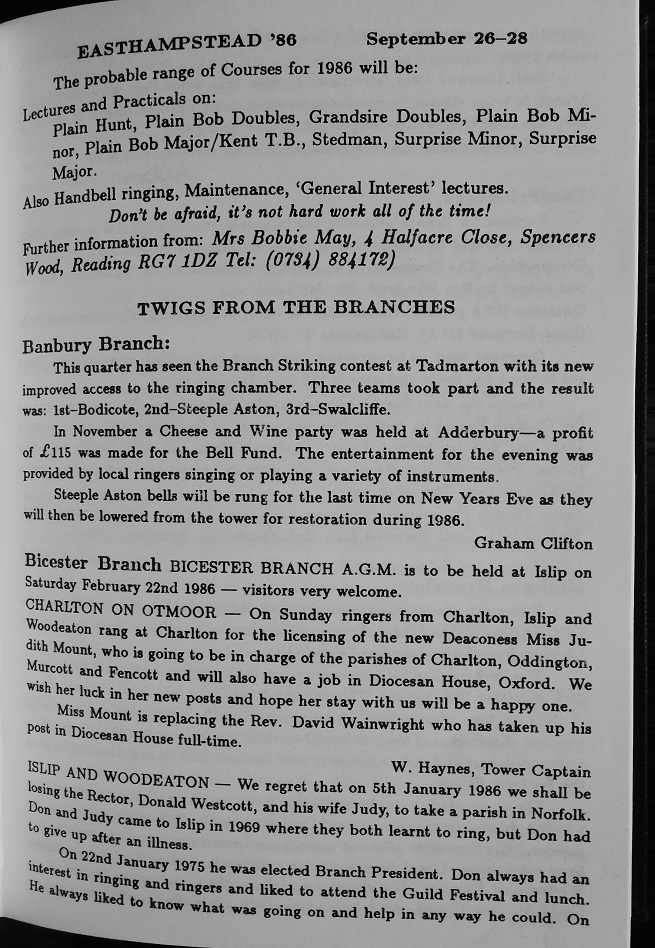 EASTHAMPSTEAD '86 September 26–28
The probable range of Courses for 1986 will be:
Lectures and Practicals on:
Plain Hunt, Plain Bob Doubles, Grandsire Doubles, Plain Bob Mi-
nor, Plain Bob Major/Kent T.B., Stedman, Surprise Minor, Surprise
Major.
Also Handbell ringing, Maintenance, 'General Interest' lectures.
Don't be afraid, it's not hard work all of the time!
Further information from: Mrs Bobbie May, 4 Halfacre Close, Spencers
Wood, Reading RG7 1DZ Tel: (0734) 884172)
TWIGS FROM THE BRANCHES
Banbury Branch:
This quarter has seen the Branch Striking contest at Tadmarton with its new
improved access to the ringing chamber. Three teams took part and the result
was: 1st–Bodicote, 2nd–Steeple Aston, 3rd–Swalcliffe.
In November a Cheese and Wine party was held at Adderbury—a profit
of £115 was made for the Bell Fund. The entertainment for the evening was
provided by local ringers singing or playing a variety of instruments.
Steeple Aston bells will be rung for the last time on New Years Eve as they
will then be lowered from the tower for restoration during 1986.
Graham Clifton
Bicester Branch BICESTER BRANCH A.G.M. is to be held at Islip on
Saturday February 22nd 1986 — visitors very welcome.
CHARLTON ON OTMOOR — On Sunday ringers from Charlton, Islip and
Woodeaton rang at Charlton for the licensing of the new Deaconess Miss Ju-
dith Mount, who is going to be in charge of the parishes of Charlton, Oddington,
Murcott and Fencott and will also have a job in Diocesan House, Oxford. We
wish her luck in her new posts and hope her stay with us will be a happy one.
Miss Mount is replacing the Rev. David Wainwright who has taken up his
post in Diocesan House full-time.
W. Haynes, Tower Captain
ISLIP AND WOODEATON — We regret that on 5th January 1986 we shall be
losing the Rector, Donald Westcott, and his wife Judy, to take a parish in Norfolk.
Don and Judy came to Islip in 1969 where they both learnt to ring, but Don had
to give up after an illness.
On 22nd January 1975 he was elected Branch President. Don always had an
interest in ringing and ringers and liked to attend the Guild Festival and lunch.
He always liked to know what was going on and help in any way he could. On